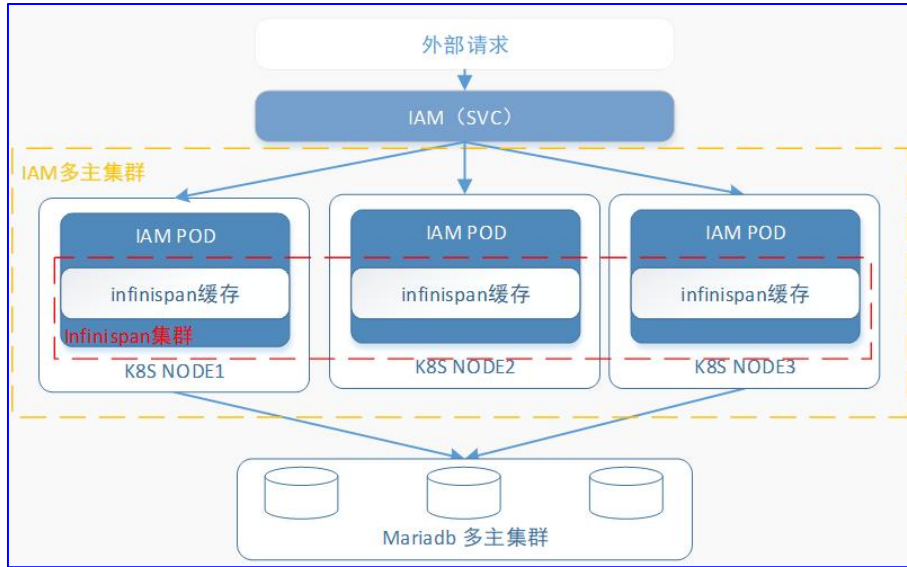 外部请求
IAM（SVC）
IAM多主集群
IAM POD
IAM POD
IAM POD
infinispan缓存
infinispan缓存
infinispan缓存
Infinispan集群
K8S NODE1
K8S NODE2
K8S NODE3
Mariadb 多主集群